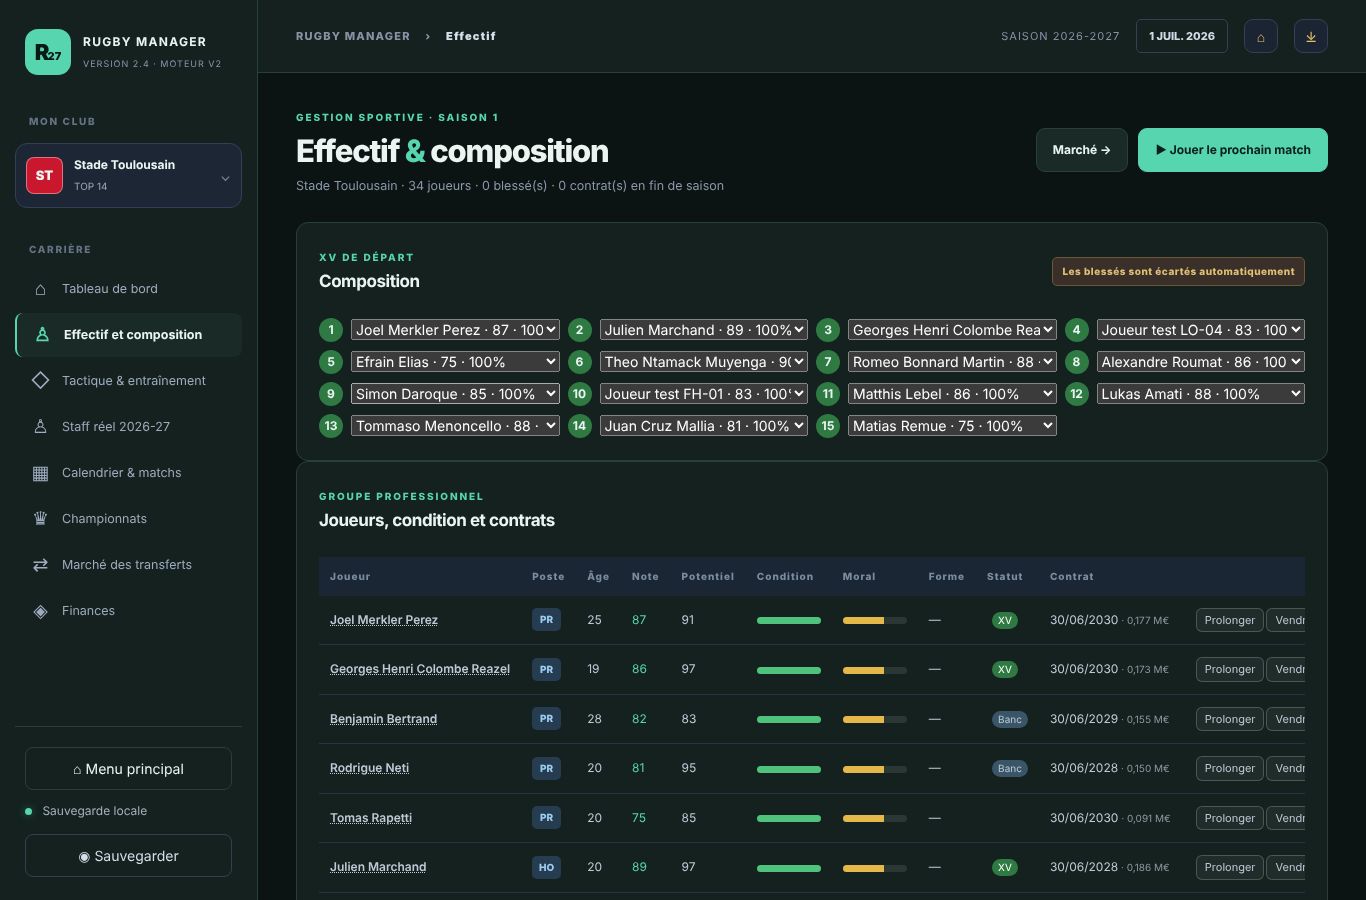 R27
RUGBY MANAGER
VERSION 2.4 · MOTEUR V2
MON CLUB
ST
Stade Toulousain
TOP 14
CARRIÈRE
Tableau de bord
Effectif et composition
Tactique & entraînement
Staff réel 2026-27
Calendrier & matchs
Championnats
Marché des transferts
Finances
Menu principal
Sauvegarde locale
Sauvegarder
RUGBY MANAGER › Effectif
SAISON 2026-2027
1 JUIL. 2026
GESTION SPORTIVE · SAISON 1
Effectif & composition
Stade Toulousain · 34 joueurs · 0 blessé(s) · 0 contrat(s) en fin de saison
Marché →
▶ Jouer le prochain match
XV DE DÉPART
Composition
Les blessés sont écartés automatiquement
1 Joel Merkler Perez · 87 · 100
2 Julien Marchand · 89 · 100%
3 Georges Henri Colombe Rea
4 Joueur test LO-04 · 83 · 100
5 Efrain Elias · 75 · 100%
6 Theo Ntamack Muyenga · 90
7 Romeo Bonnard Martin · 88 ·
8 Alexandre Roumat · 86 · 100
9 Simon Daroque · 85 · 100%
10 Joueur test FH-01 · 83 · 100%
11 Matthis Lebel · 86 · 100%
12 Lukas Amati · 88 · 100%
13 Tommaso Menoncello · 88 ·
14 Juan Cruz Mallia · 81 · 100%
15 Matias Remue · 75 · 100%
GROUPE PROFESSIONNEL
Joueurs, condition et contrats
Joueur Poste Âge Note Potentiel Condition Moral Forme Statut Contrat
Joel Merkler Perez PR 25 87 91 — XV 30/06/2030 · 0,177 M€ Prolonger Vendr
Georges Henri Colombe Reazel PR 19 86 97 — XV 30/06/2030 · 0,173 M€ Prolonger Vendr
Benjamin Bertrand PR 28 82 83 — Banc 30/06/2029 · 0,155 M€ Prolonger Vendr
Rodrigue Neti PR 20 81 95 — Banc 30/06/2028 · 0,150 M€ Prolonger Vendr
Tomas Rapetti PR 20 75 85 — 30/06/2030 · 0,091 M€ Prolonger Vendr
Julien Marchand HO 20 89 97 — XV 30/06/2028 · 0,186 M€ Prolonger Vendr